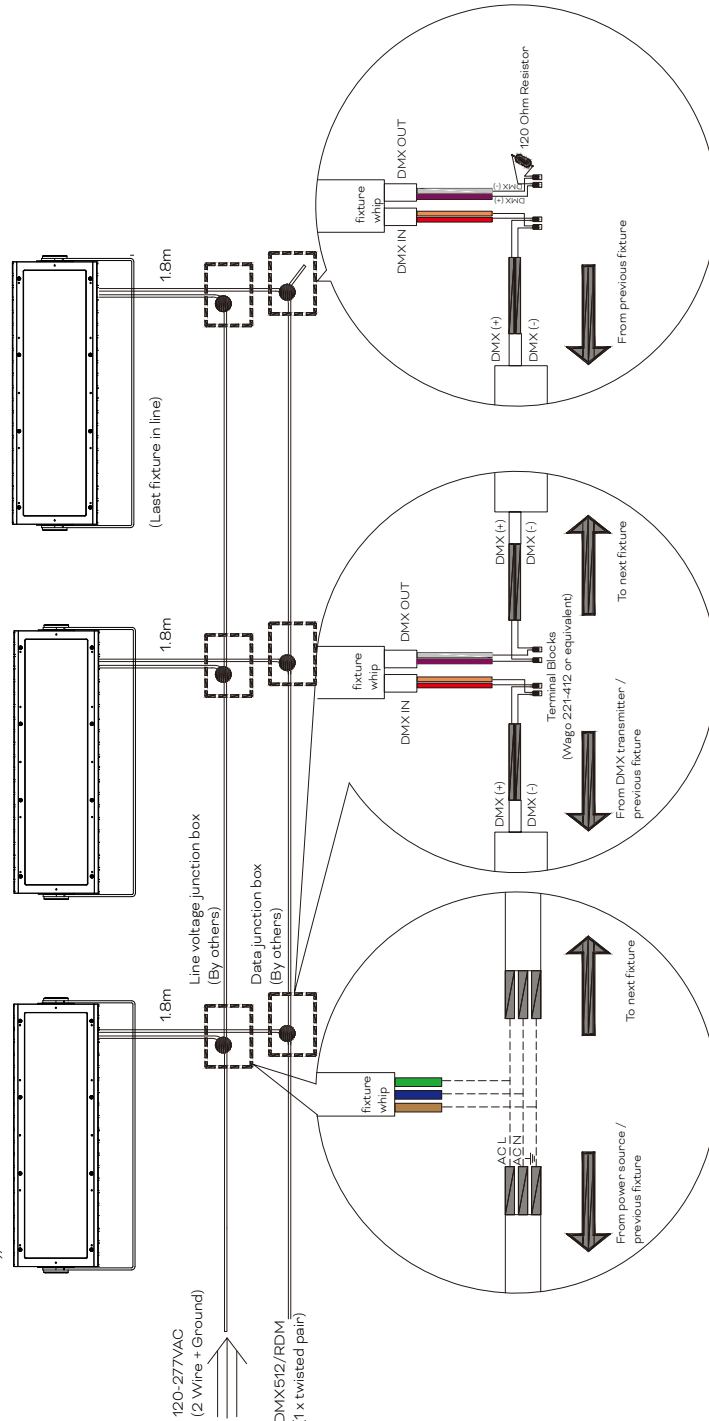 120-277VAC
(2 Wire + Ground)
DMX512/RDM
(1 x twisted pair)
1.8m
1.8m
1.8m
(Last fixture in line)
Line voltage junction box
(By others)
Data junction box
(By others)
fixture
whip
AC L
AC N
From power source /
previous fixture
To next fixture
fixture
whip
DMX IN
DMX OUT
DMX (+)
DMX (-)
DMX (+)
DMX (-)
Terminal Blocks
(Wago 221-412 or equivalent)
From DMX transmitter /
previous fixture
To next fixture
fixture
whip
DMX IN
DMX OUT
DMX (+)
DMX (-)
DMX (+)
DMX (-)
120 Ohm Resistor
From previous fixture